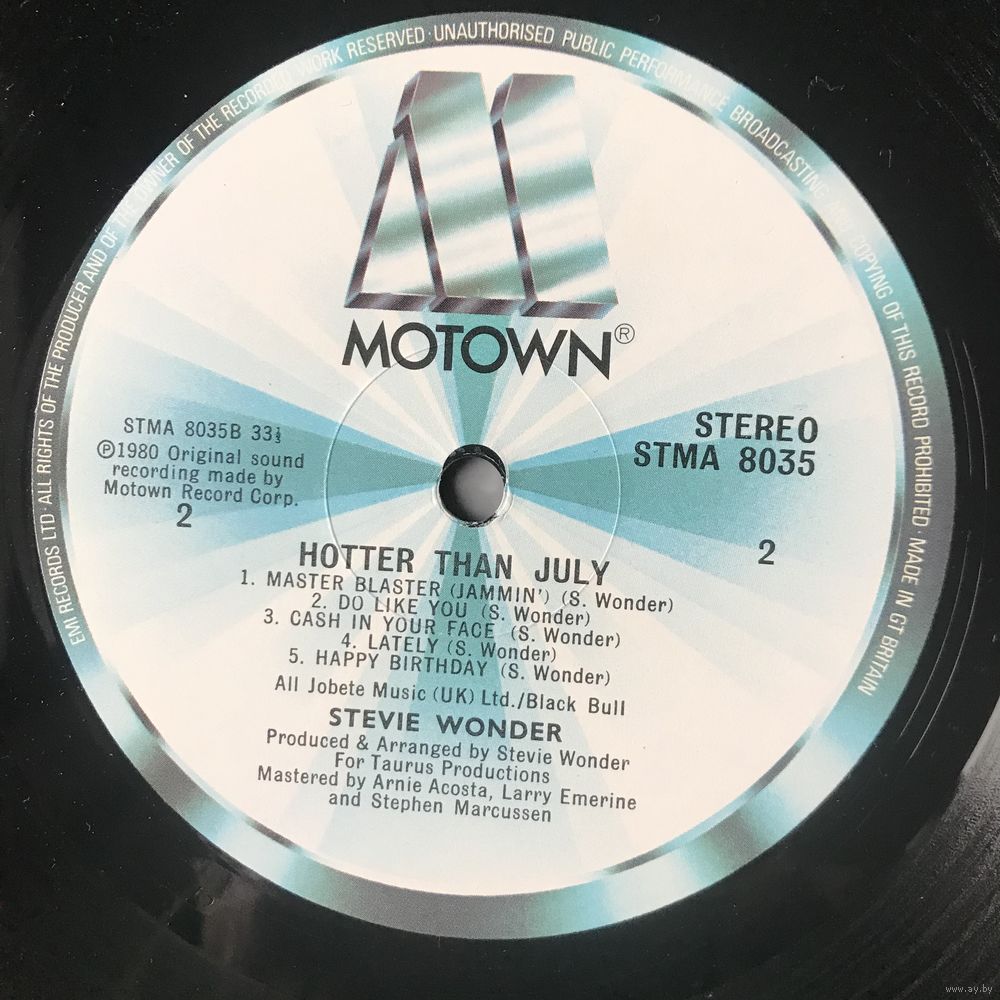 EMI RECORDS LTD · ALL RIGHTS OF THE PRODUCER AND OF THE OWNER OF THE RECORDED WORK RESERVED · UNAUTHORISED PUBLIC PERFORMANCE BROADCASTING AND COPYING OF THIS RECORD PROHIBITED · MADE IN GT BRITAIN
MOTOWN®
STMA 8035B 33⅓
℗1980 Original sound
recording made by
Motown Record Corp.
2
STEREO
STMA 8035
2
HOTTER THAN JULY
1. MASTER BLASTER (JAMMIN') (S. Wonder)
2. DO LIKE YOU (S. Wonder)
3. CASH IN YOUR FACE (S. Wonder)
4. LATELY (S. Wonder)
5. HAPPY BIRTHDAY (S. Wonder)
All Jobete Music (UK) Ltd./Black Bull
STEVIE WONDER
Produced & Arranged by Stevie Wonder
For Taurus Productions
Mastered by Arnie Acosta, Larry Emerine
and Stephen Marcussen
www.ay.by